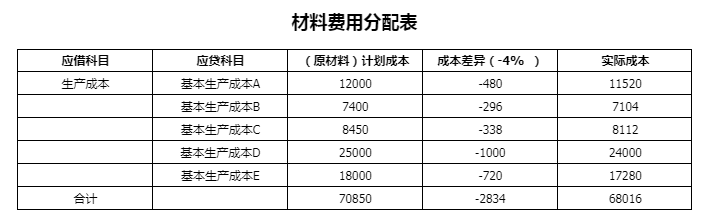 材料费用分配表
应借科目 应贷科目 （原材料）计划成本 成本差异（-4% ） 实际成本
生产成本 基本生产成本A 12000 -480 11520
基本生产成本B 7400 -296 7104
基本生产成本C 8450 -338 8112
基本生产成本D 25000 -1000 24000
基本生产成本E 18000 -720 17280
合计 70850 -2834 68016